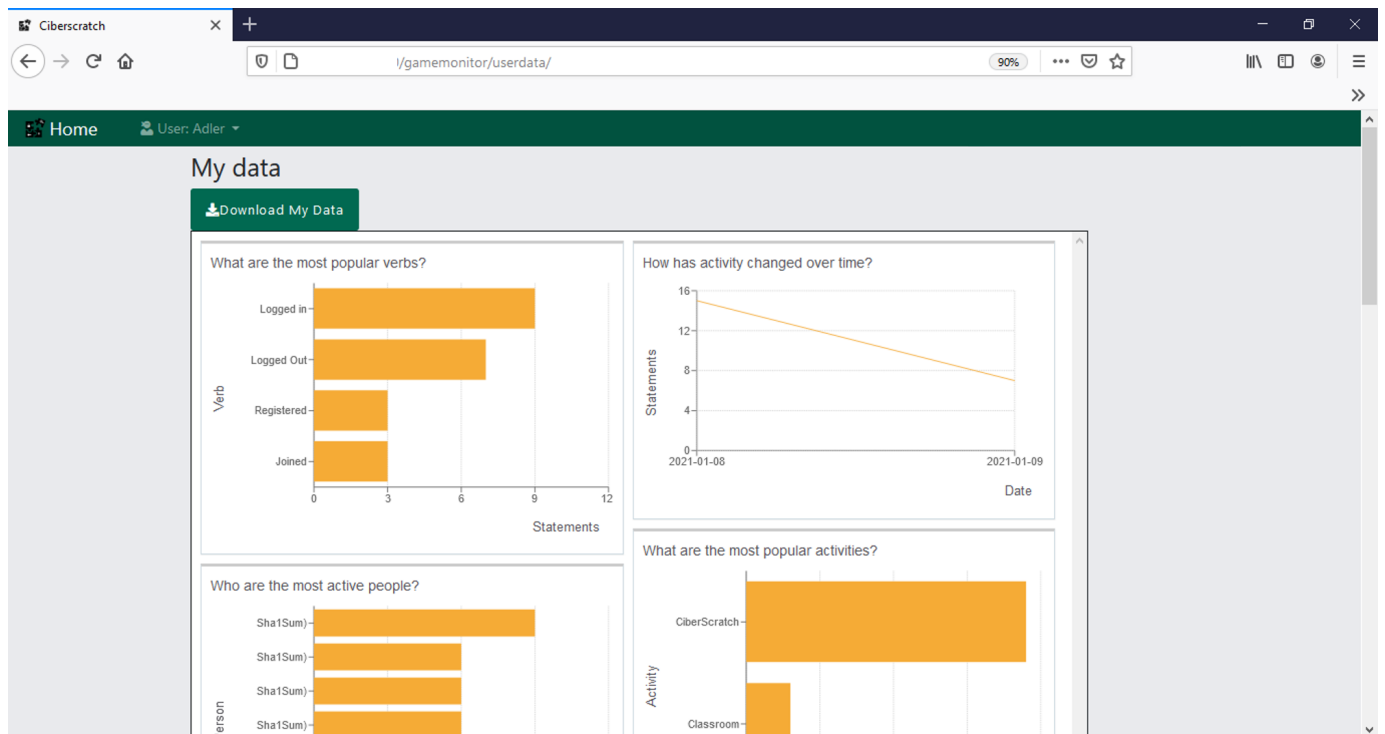 Ciberscratch
/gamemonitor/userdata/
90%
Home
User: Adler
My data
Download My Data
What are the most popular verbs?
Verb
Logged in
Logged Out
Registered
Joined
0 3 6 9 12
Statements
How has activity changed over time?
Statements
16
12
8
4
0
2021-01-08 2021-01-09
Date
Who are the most active people?
erson
Sha1Sum)
Sha1Sum)
Sha1Sum)
Sha1Sum)
What are the most popular activities?
Activity
CiberScratch
Classroom